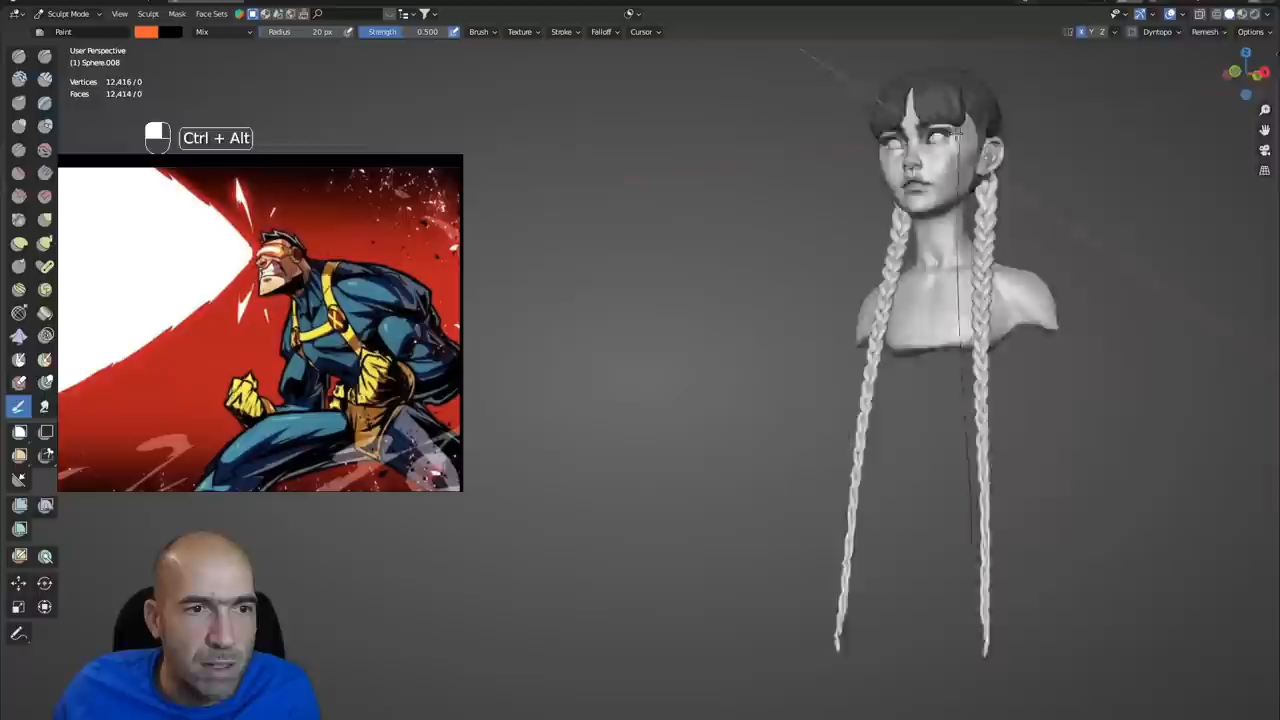 Sculpt Mode View Sculpt Mask Face Sets
Paint Mix Radius 20 px Strength 0.500 Brush Texture Stroke Falloff Cursor X Y Z Dyntopo Remesh Options
User Perspective
(1) Sphere.008
Vertices 12,416 / 0
Faces 12,414 / 0
Ctrl + Alt